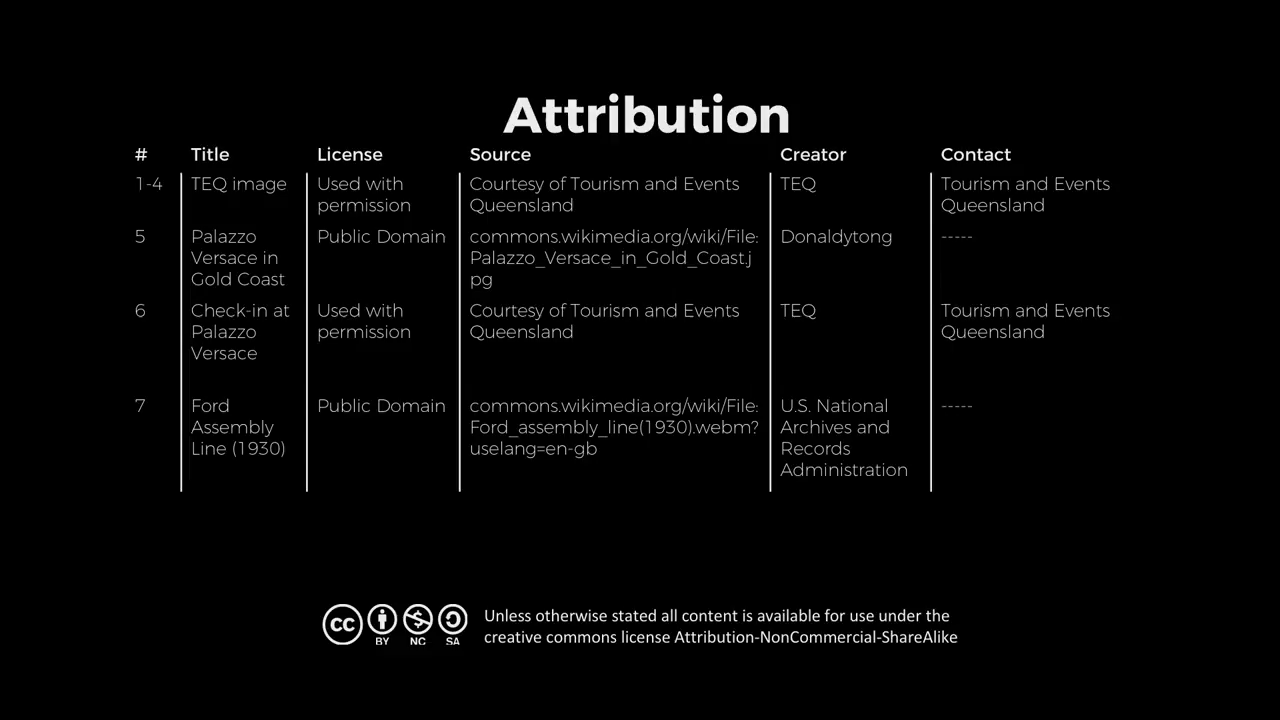 Attribution
# Title License Source Creator Contact
1-4 TEQ image Used with permission Courtesy of Tourism and Events Queensland TEQ Tourism and Events Queensland
5 Palazzo Versace in Gold Coast Public Domain commons.wikimedia.org/wiki/File:Palazzo_Versace_in_Gold_Coast.jpg Donaldytong -----
6 Check-in at Palazzo Versace Used with permission Courtesy of Tourism and Events Queensland TEQ Tourism and Events Queensland
7 Ford Assembly Line (1930) Public Domain commons.wikimedia.org/wiki/File:Ford_assembly_line(1930).webm?uselang=en-gb U.S. National Archives and Records Administration -----
cc BY NC SA
Unless otherwise stated all content is available for use under the
creative commons license Attribution-NonCommercial-ShareAlike